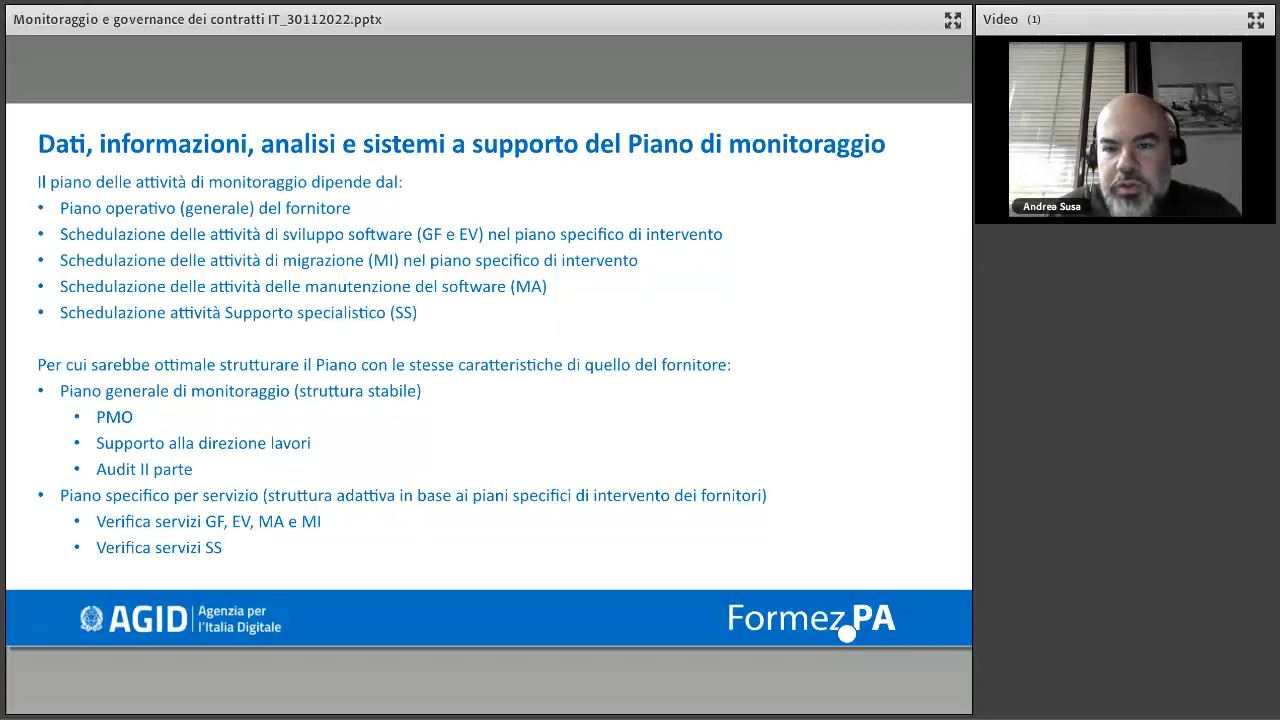 Monitoraggio e governance dei contratti IT_30112022.pptx
Video (1)
Andrea Susa
Dati, informazioni, analisi e sistemi a supporto del Piano di monitoraggio
Il piano delle attività di monitoraggio dipende dal:
• Piano operativo (generale) del fornitore
• Schedulazione delle attività di sviluppo software (GF e EV) nel piano specifico di intervento
• Schedulazione delle attività di migrazione (MI) nel piano specifico di intervento
• Schedulazione delle attività delle manutenzione del software (MA)
• Schedulazione attività Supporto specialistico (SS)
Per cui sarebbe ottimale strutturare il Piano con le stesse caratteristiche di quello del fornitore:
• Piano generale di monitoraggio (struttura stabile)
• PMO
• Supporto alla direzione lavori
• Audit II parte
• Piano specifico per servizio (struttura adattiva in base ai piani specifici di intervento dei fornitori)
• Verifica servizi GF, EV, MA e MI
• Verifica servizi SS
AGID Agenzia per
l'Italia Digitale
Formez PA